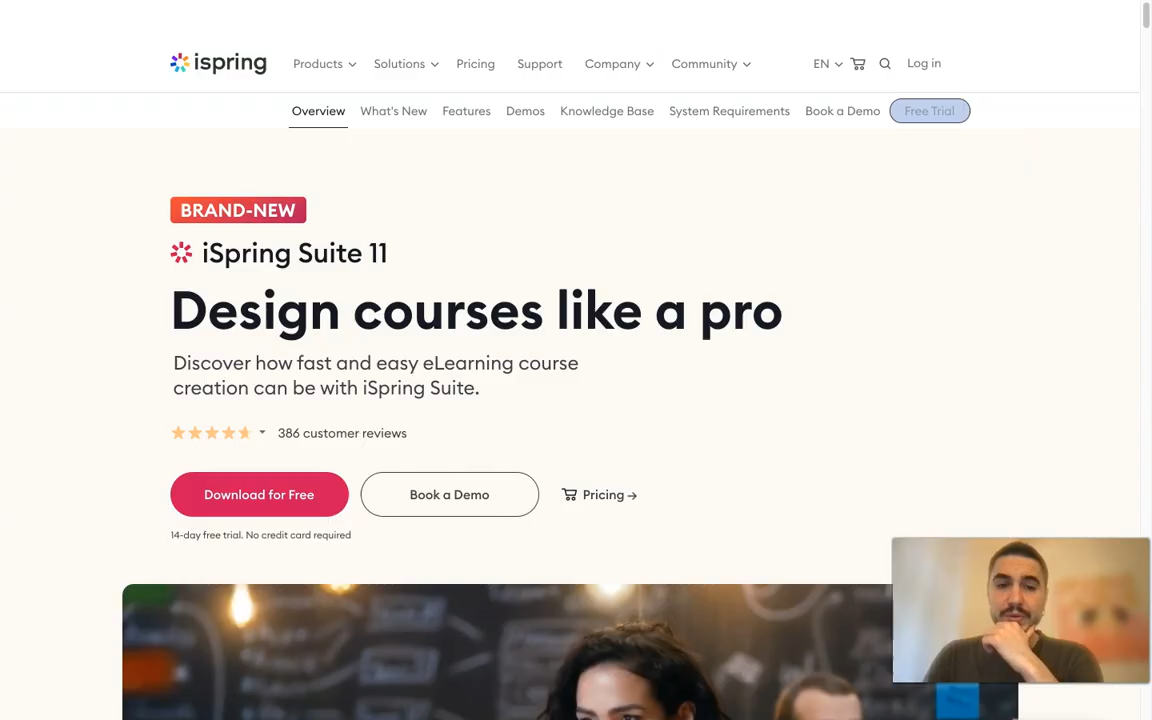 ispring
Products Solutions Pricing Support Company Community EN Log in
Overview What's New Features Demos Knowledge Base System Requirements Book a Demo Free Trial
BRAND-NEW
iSpring Suite 11
Design courses like a pro
Discover how fast and easy eLearning course
creation can be with iSpring Suite.
386 customer reviews
Download for Free Book a Demo Pricing →
14-day free trial. No credit card required